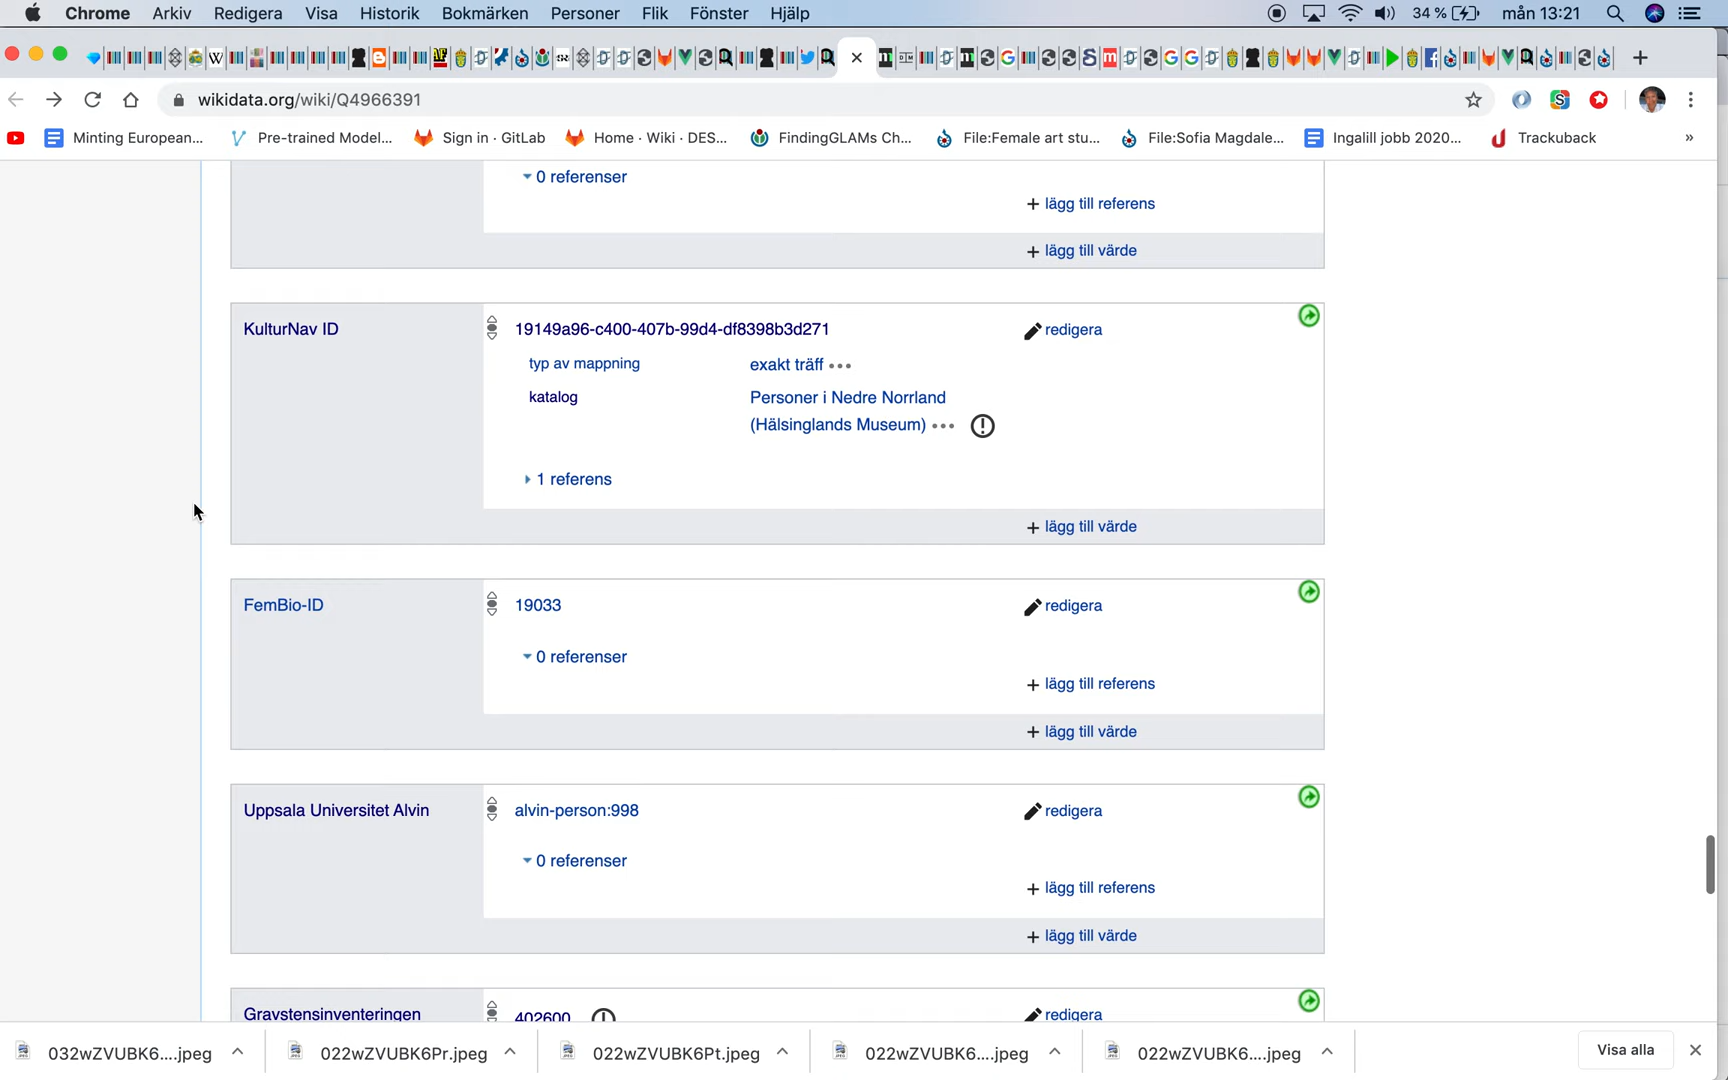 Chrome Arkiv Redigera Visa Historik Bokmärken Personer Flik Fönster Hjälp 34 % mån 13:21
wikidata.org/wiki/Q4966391
Minting European... Pre-trained Model... Sign in · GitLab Home · Wiki · DES... FindingGLAMs Ch... File:Female art stu... File:Sofia Magdale... Ingalill jobb 2020... Trackuback »
0 referenser
+ lägg till referens
+ lägg till värde
KulturNav ID 19149a96-c400-407b-99d4-df8398b3d271 redigera
typ av mappning exakt träff •••
katalog Personer i Nedre Norrland
(Hälsinglands Museum) •••
1 referens
+ lägg till värde
FemBio-ID 19033 redigera
0 referenser
+ lägg till referens
+ lägg till värde
Uppsala Universitet Alvin alvin-person:998 redigera
0 referenser
+ lägg till referens
+ lägg till värde
Gravstensinventeringen 402600 redigera
032wZVUBK6....jpeg 022wZVUBK6Pr.jpeg 022wZVUBK6Pt.jpeg 022wZVUBK6....jpeg 022wZVUBK6....jpeg Visa alla